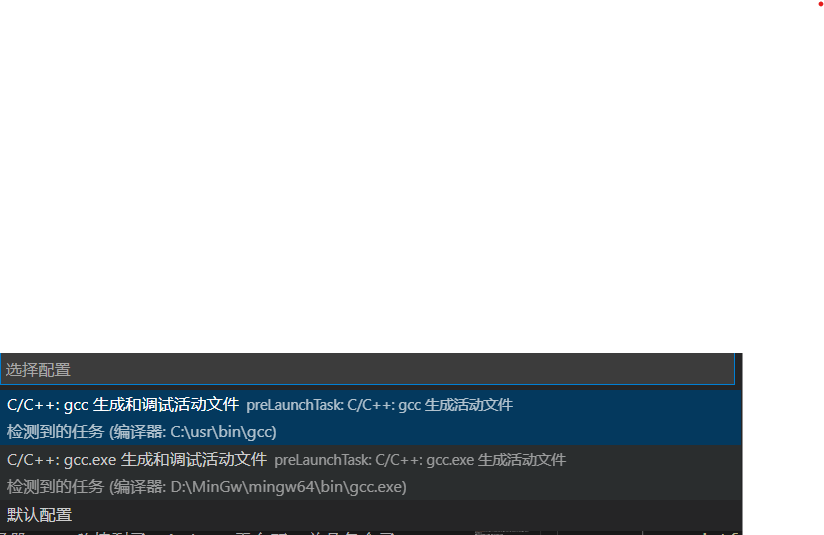 选择配置
C/C++: gcc 生成和调试活动文件 preLaunchTask: C/C++: gcc 生成活动文件
检测到的任务 (编译器: C:\usr\bin\gcc)
C/C++: gcc.exe 生成和调试活动文件 preLaunchTask: C/C++: gcc.exe 生成活动文件
检测到的任务 (编译器: D:\MinGw\mingw64\bin\gcc.exe)
默认配置